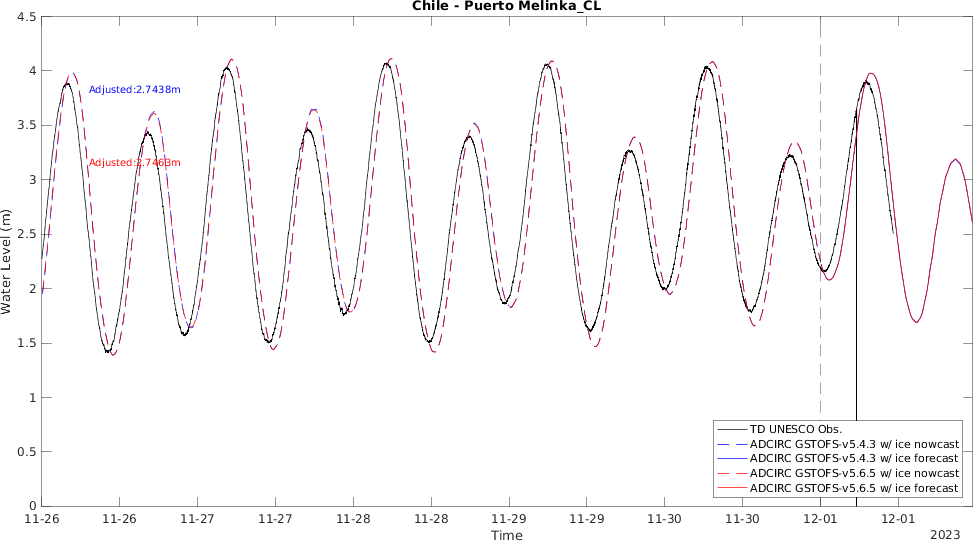 Chile - Puerto Melinka_CL
4.5
4
3.5
3
2.5
2
1.5
1
0.5
0
Water Level (m)
Adjusted:2.7438m
Adjusted:2.7463m
TD UNESCO Obs.
ADCIRC GSTOFS-v5.4.3 w/ ice nowcast
ADCIRC GSTOFS-v5.4.3 w/ ice forecast
ADCIRC GSTOFS-v5.6.5 w/ ice nowcast
ADCIRC GSTOFS-v5.6.5 w/ ice forecast
11-26 11-26 11-27 11-27 11-28 11-28 11-29 11-29 11-30 11-30 12-01 12-01
Time
2023